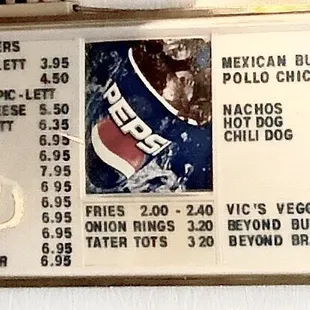 ERS
LETT 3.95
4.50
PIC-LETT
EESE 5.50
TT 6.35
6.95
6.95
7.95
6.95
6.95
6.95
6.95
R 6.95
PEPSI
FRIES 2.00 - 2.40
ONION RINGS 3.20
TATER TOTS 3 20
MEXICAN BU
POLLO CHIC
NACHOS
HOT DOG
CHILI DOG
VIC'S VEGG
BEYOND BU
BEYOND BR